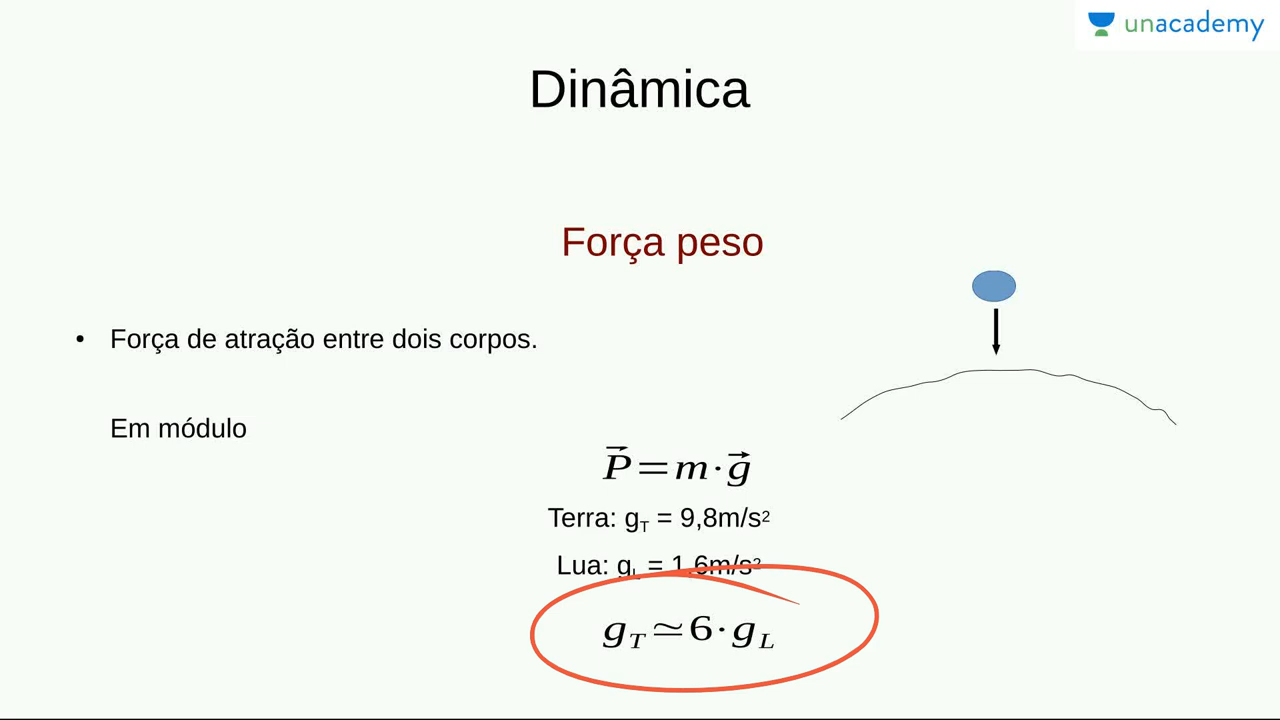 unacademy
Dinâmica
Força peso
• Força de atração entre dois corpos.
Em módulo
P⃗ = m · g⃗
Terra: g_T = 9,8m/s²
Lua: g_L = 1,6m/s²
g_T ≃ 6 · g_L